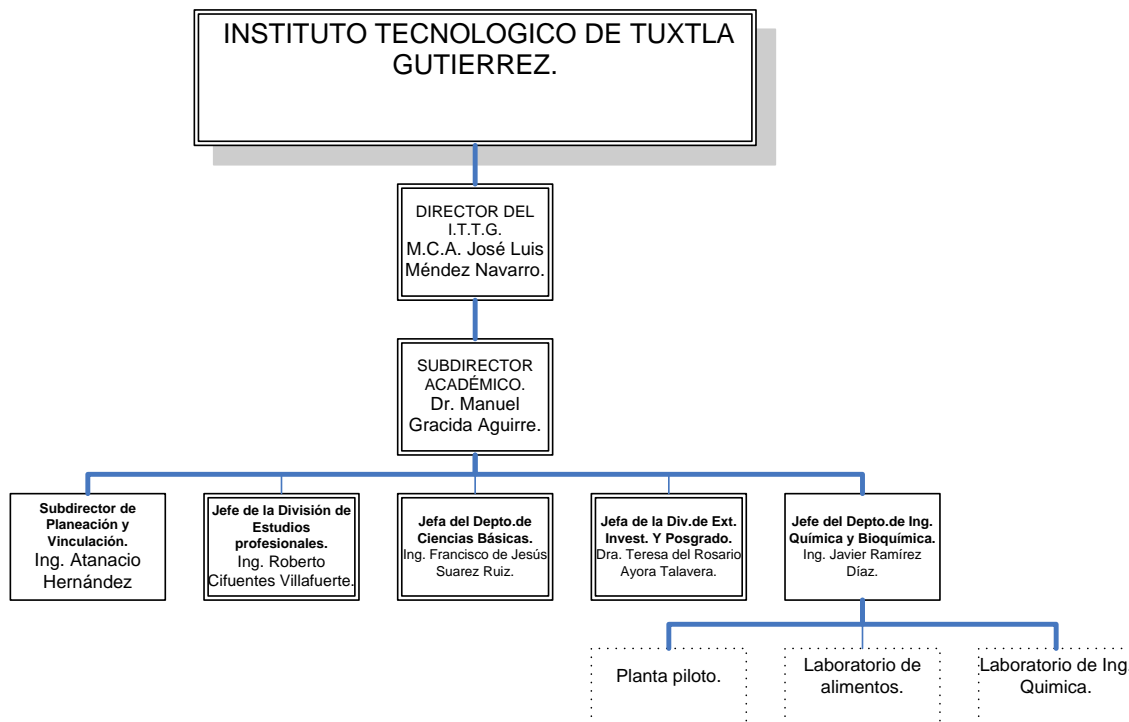 INSTITUTO TECNOLOGICO DE TUXTLA
GUTIERREZ.
DIRECTOR DEL
I.T.T.G.
M.C.A. José Luis
Méndez Navarro.
SUBDIRECTOR
ACADÉMICO.
Dr. Manuel
Gracida Aguirre.
Subdirector de
Planeación y
Vinculación.
Ing. Atanacio
Hernández
Jefe de la División de
Estudios
profesionales.
Ing. Roberto
Cifuentes Villafuerte.
Jefa del Depto.de
Ciencias Básicas.
Ing. Francisco de Jesús
Suarez Ruiz.
Jefa de la Div.de Ext.
Invest. Y Posgrado.
Dra. Teresa del Rosario
Ayora Talavera.
Jefe del Depto.de Ing.
Química y Bioquímica.
Ing. Javier Ramírez
Díaz.
Planta piloto.
Laboratorio de
alimentos.
Laboratorio de Ing.
Quimica.